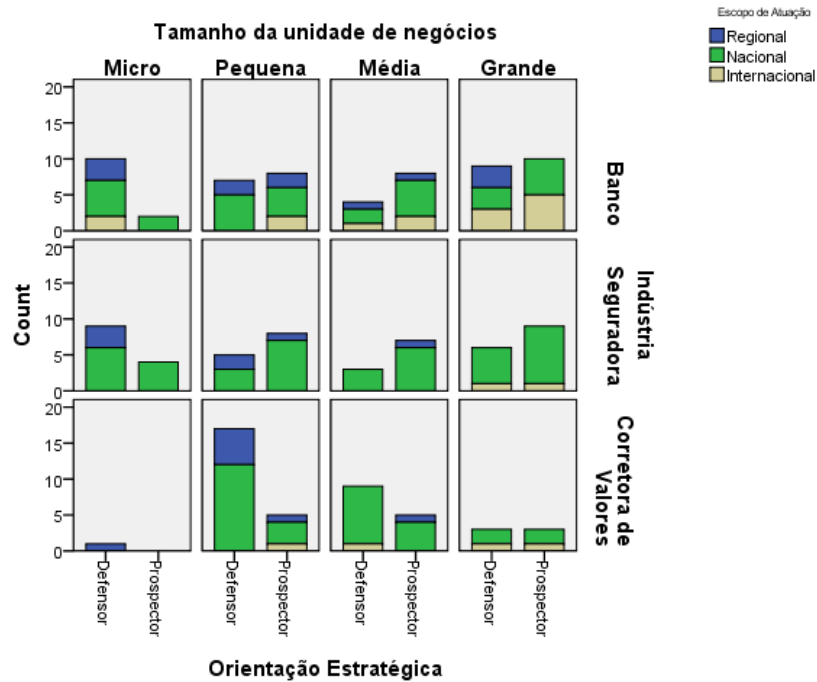 Escopo de Atuação
Regional
Nacional
Internacional
Tamanho da unidade de negócios
Micro Pequena Média Grande
20
15
10
5
0
Banco
20
15
10
5
0
Indústria
Seguradora
20
15
10
5
0
Corretora de
Valores
Count
Defensor
Prospector
Defensor
Prospector
Defensor
Prospector
Defensor
Prospector
Orientação Estratégica